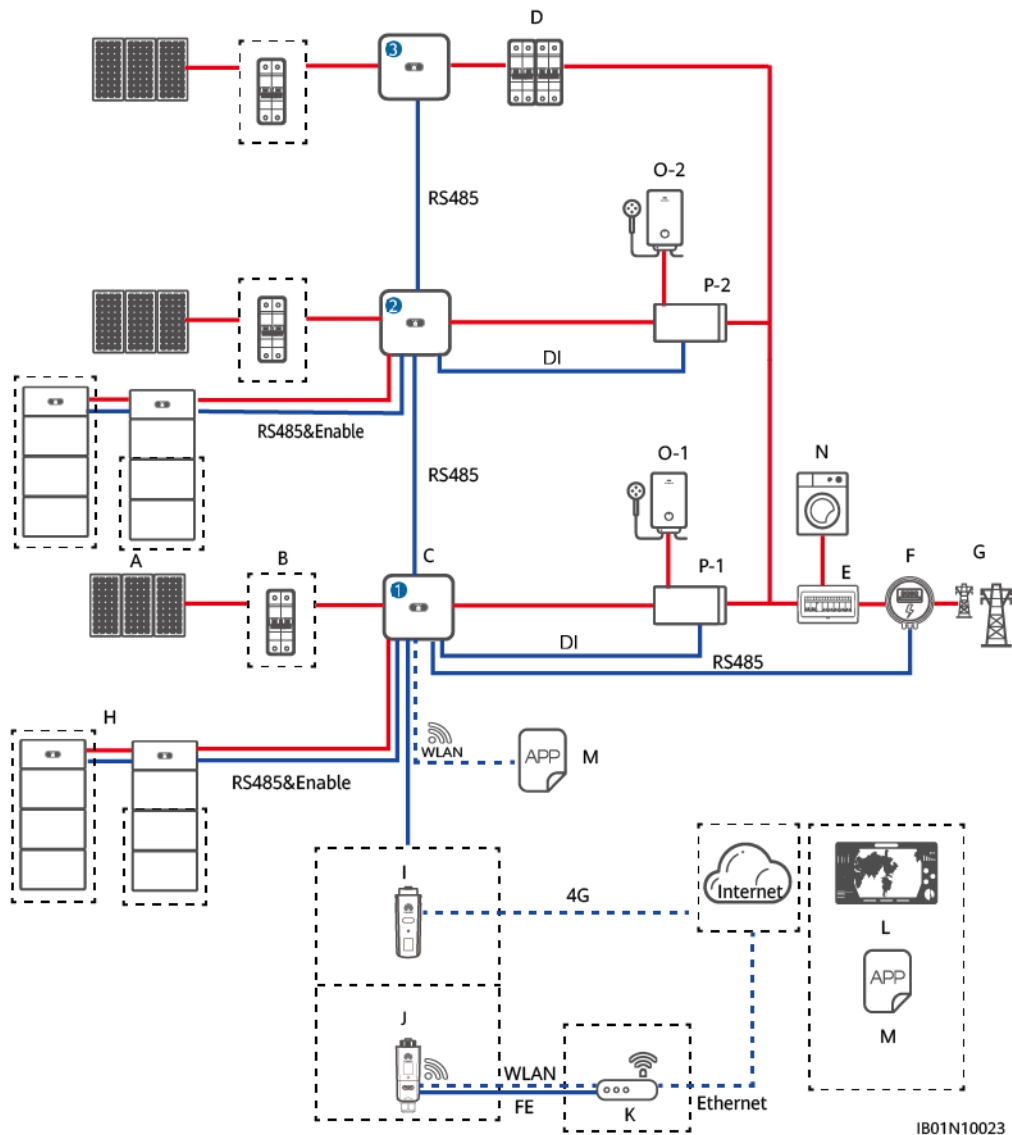 D
3
RS485
O-2
P-2
2
DI
RS485&Enable
RS485
O-1
N
A
B
C
P-1
E
F
G
1
DI
RS485
H
WLAN
APP
M
RS485&Enable
I
4G
Internet
L
APP
M
J
WLAN
FE
K
Ethernet
IB01N10023